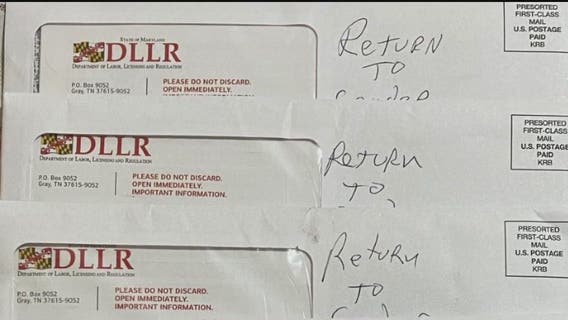 STATE OF MARYLAND
DLLR
DEPARTMENT OF LABOR, LICENSING AND REGULATION
P.O. Box 9052
Gray, TN 37615-9052
PLEASE DO NOT DISCARD.
OPEN IMMEDIATELY.
IMPORTANT INFORMATION.
RETURN
TO
Sender
PRESORTED
FIRST-CLASS
MAIL
U.S. POSTAGE
PAID
KRB
DLLR
DEPARTMENT OF LABOR, LICENSING AND REGULATION
P.O. Box 9052
Gray, TN 37615-9052
PLEASE DO NOT DISCARD.
OPEN IMMEDIATELY.
IMPORTANT INFORMATION.
Return
TO
PRESORTED
FIRST-CLASS
MAIL
U.S. POSTAGE
PAID
KRB
DLLR
DEPARTMENT OF LABOR, LICENSING AND REGULATION
P.O. Box 9052
Gray, TN 37615-9052
PLEASE DO NOT DISCARD.
OPEN IMMEDIATELY.
IMPORTANT INFORMATION.
Return
TO
PRESORTED
FIRST-CLASS
MAIL
U.S. POSTAGE
PAID
KRB